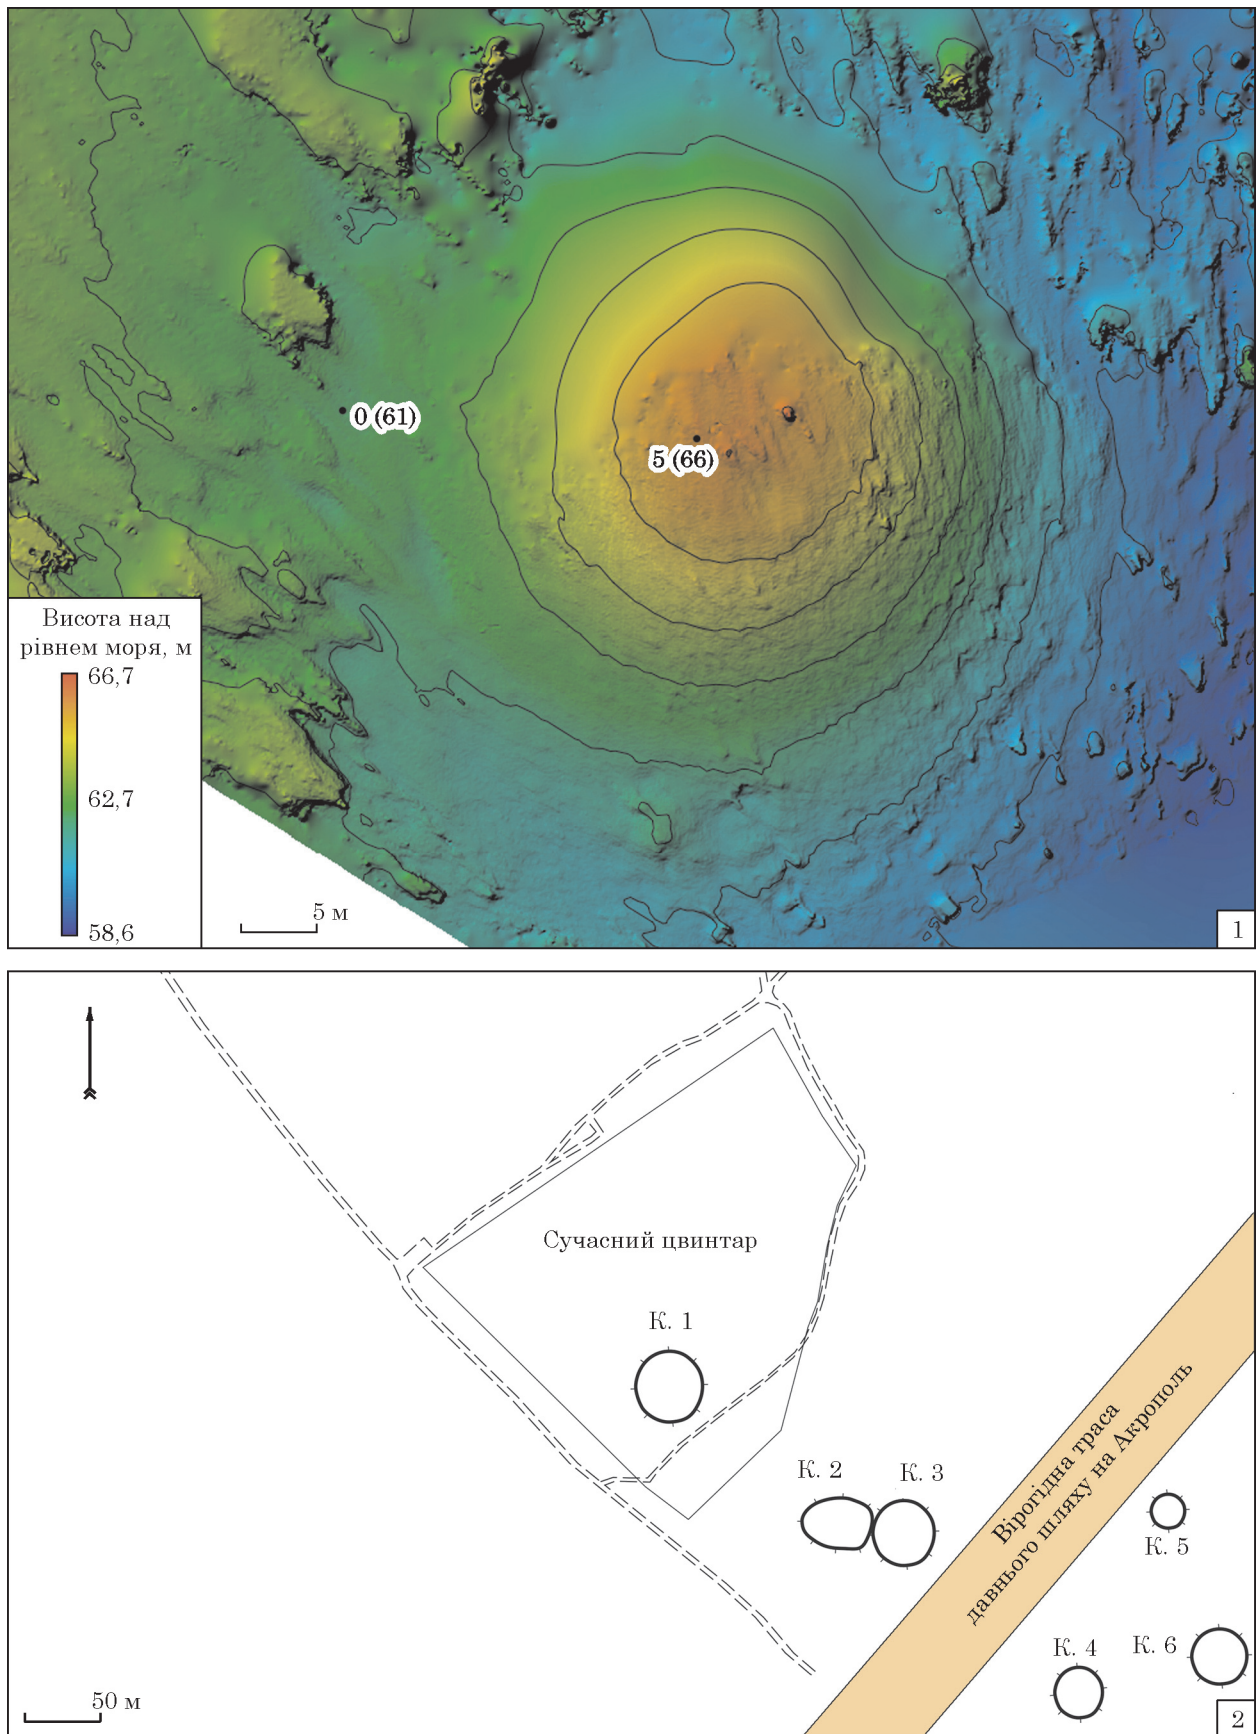 0 (61)
5 (66)
Висота над
рівнем моря, м
66,7
62,7
58,6
5 м
1
Сучасний цвинтар
К. 1
К. 2
К. 3
Вірогідна траса
давнього шляху на Акрополь
К. 5
К. 4
К. 6
50 м
2